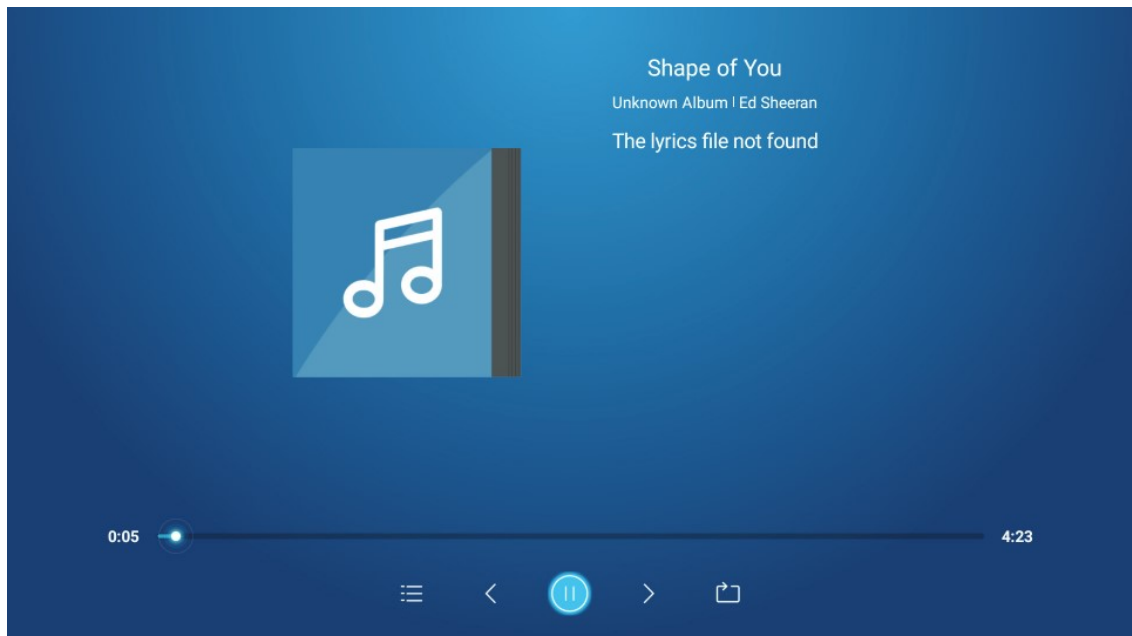 Shape of You
Unknown Album | Ed Sheeran
The lyrics file not found
0:05
4:23